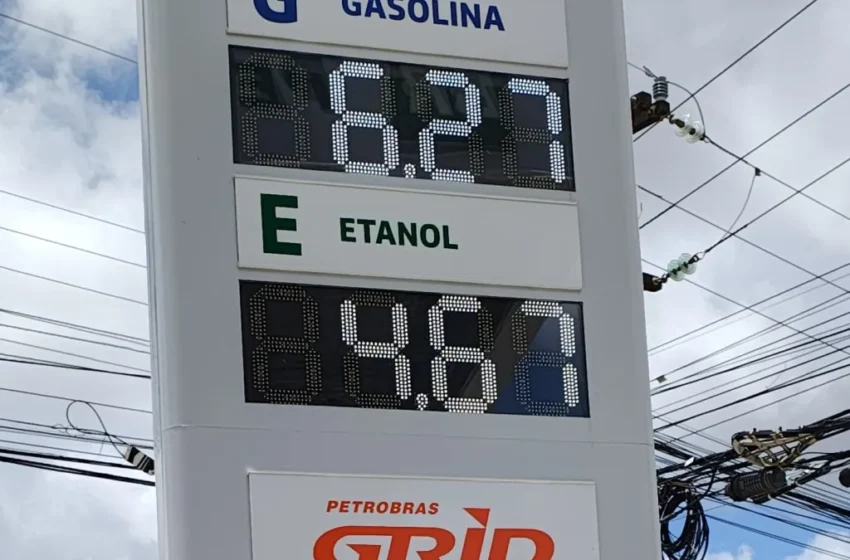 G GASOLINA
6.27
E ETANOL
4.67
PETROBRAS
GRID